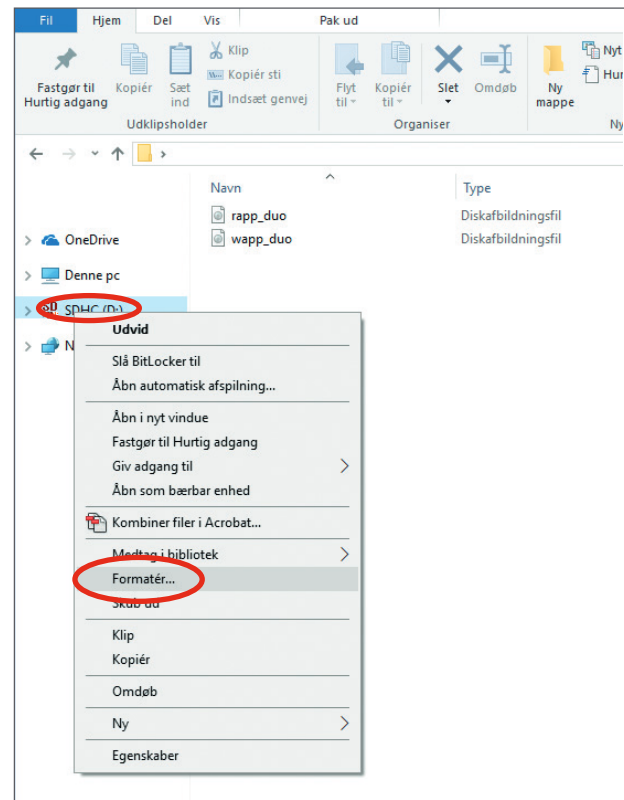 Fil Hjem Del Vis Pak ud
Fastgør til
Hurtig adgang
Kopiér
Sæt
ind
Klip
Kopiér sti
Indsæt genvej
Udklipsholder
Flyt
til
Kopiér
til
Slet
Omdøb
Organiser
Ny
mappe
Nyt
Hur
Ny
Navn Type
rapp_duo Diskafbildningsfil
wapp_duo Diskafbildningsfil
OneDrive
Denne pc
SDHC (D:)
N
Udvid
Slå BitLocker til
Åbn automatisk afspilning...
Åbn i nyt vindue
Fastgør til Hurtig adgang
Giv adgang til
Åbn som bærbar enhed
Kombiner filer i Acrobat...
Medtag i bibliotek
Formatér...
Skub ud
Klip
Kopiér
Omdøb
Ny
Egenskaber